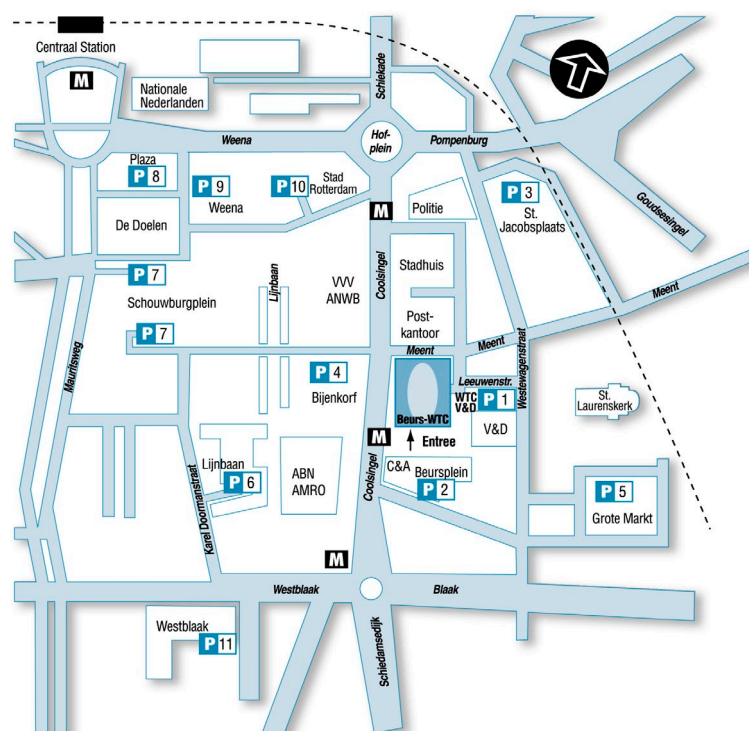 Centraal Station
M
Nationale
Nederlanden
Schiekade
Weena
Hof-
plein
Pompenburg
Plaza
P 8
P 9
Weena
P 10
Stad
Rotterdam
M
Politie
P 3
St.
Jacobsplaats
Goudsesingel
De Doelen
Stadhuis
Coolsingel
P 7
Schouwburgplein
Lijnbaan
VVV
ANWB
Meent
Post-
kantoor
P 7
Meent
Meent
Westewagenstraat
Mauritsweg
P 4
Bijenkorf
Leeuwenstr.
WTC
V&D
P 1
Beurs-WTC
St.
Laurenskerk
M
Entree
V&D
Lijnbaan
P 6
ABN
AMRO
Coolsingel
C&A
Beursplein
P 2
P 5
Grote Markt
Karel Doormanstraat
M
Westblaak
Blaak
Westblaak
P 11
Schiedamsedijk